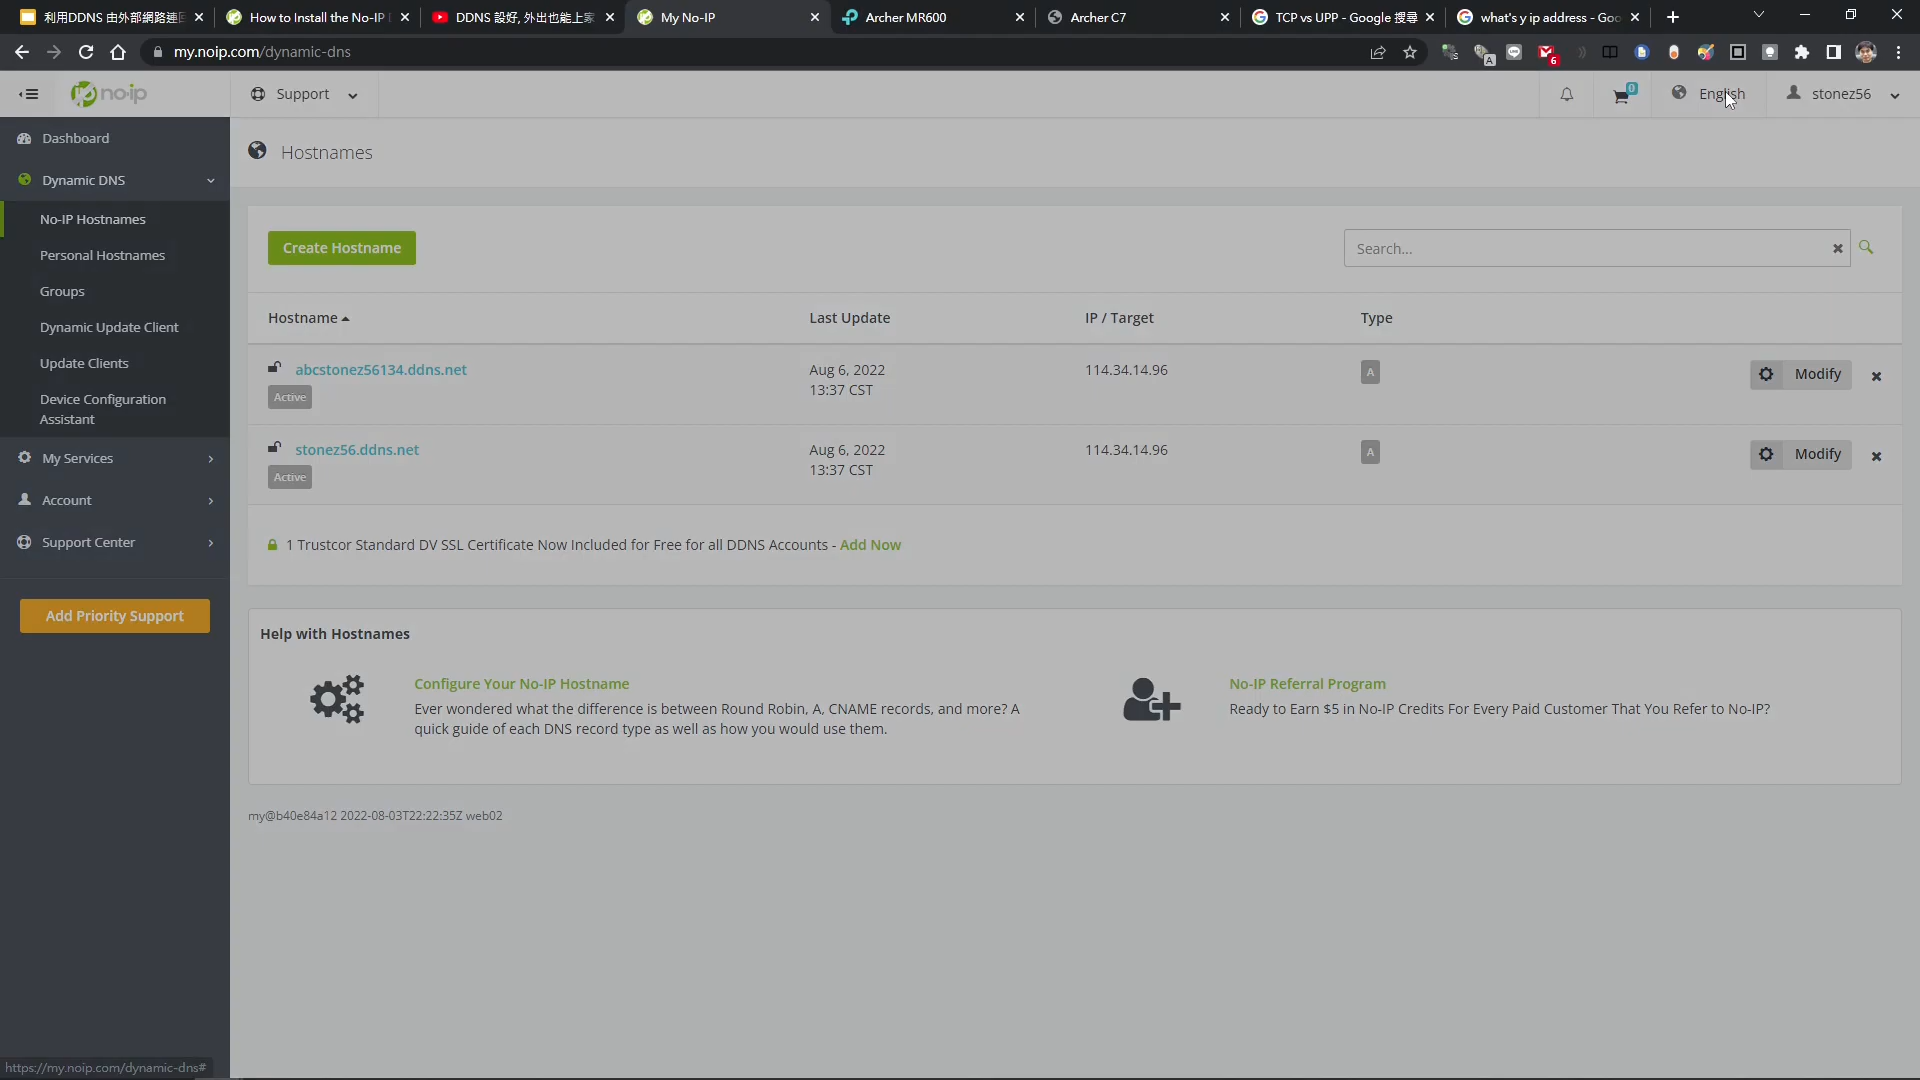 利用DDNS 由外部網路連
How to Install the No-IP
DDNS 設好, 外出也能上家
My No-IP
Archer MR600
Archer C7
TCP vs UPP - Google 搜尋
what's y ip address - Goo
my.noip.com/dynamic-dns
A
6
no-ip
Support
0
English
stonez56
Dashboard
Dynamic DNS
No-IP Hostnames
Personal Hostnames
Groups
Dynamic Update Client
Update Clients
Device Configuration
Assistant
My Services
Account
Support Center
Add Priority Support
Hostnames
Create Hostname
Search...
Hostname
Last Update
IP / Target
Type
abcstonez56134.ddns.net
Active
Aug 6, 2022
13:37 CST
114.34.14.96
A
Modify
stonez56.ddns.net
Active
Aug 6, 2022
13:37 CST
114.34.14.96
A
Modify
1 Trustcor Standard DV SSL Certificate Now Included for Free for all DDNS Accounts - Add Now
Help with Hostnames
Configure Your No-IP Hostname
Ever wondered what the difference is between Round Robin, A, CNAME records, and more? A
quick guide of each DNS record type as well as how you would use them.
No-IP Referral Program
Ready to Earn $5 in No-IP Credits For Every Paid Customer That You Refer to No-IP?
my@b40e84a12 2022-08-03T22:22:35Z web02
https://my.noip.com/dynamic-dns#